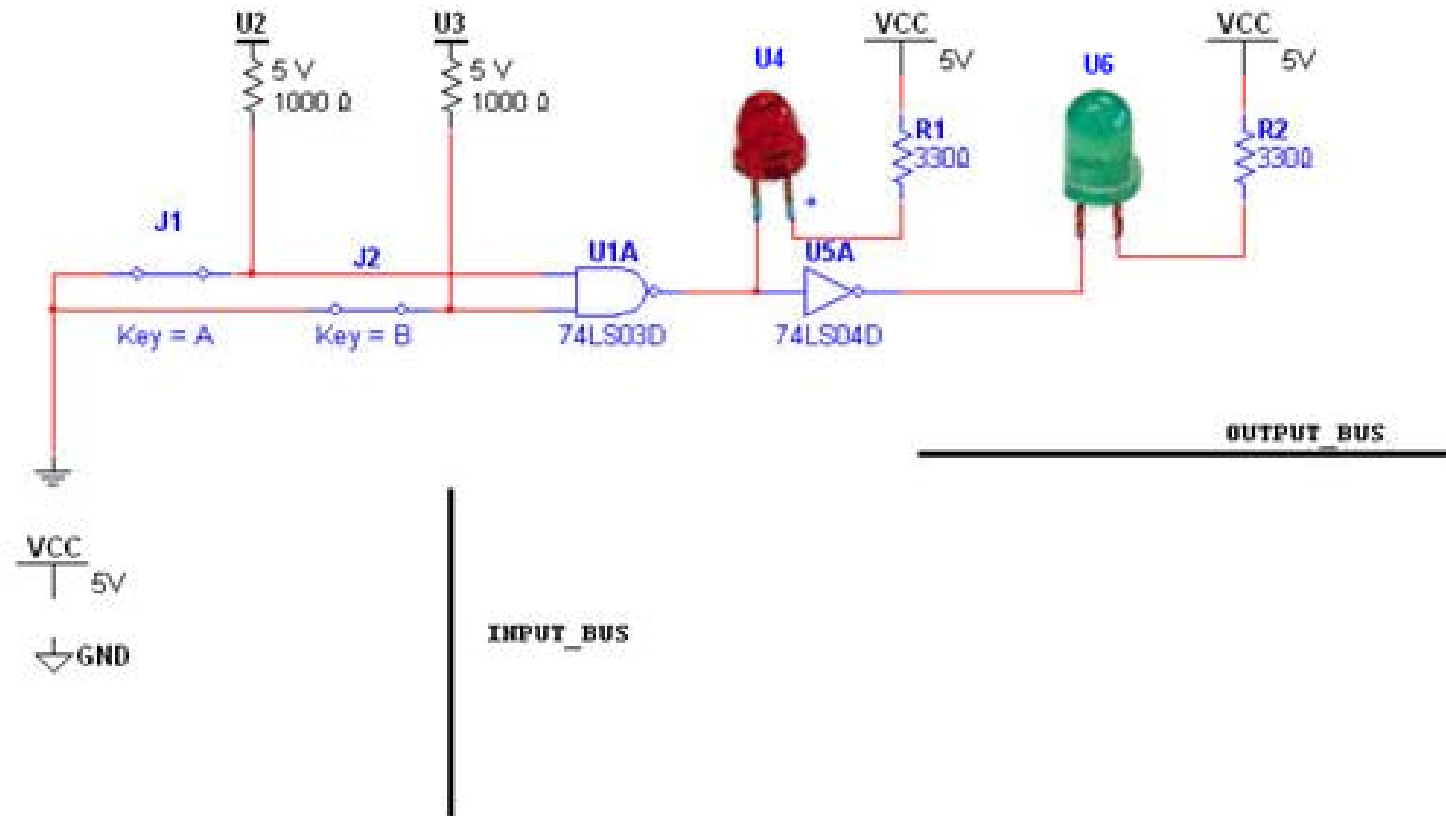 U2
5 V
1000 Ω
U3
5 V
1000 Ω
U4
VCC
5V
R1
330Ω
U6
VCC
5V
R2
330Ω
J1
Key = A
J2
Key = B
U1A
74LS03D
U5A
74LS04D
OUTPUT_BUS
VCC
5V
GND
INPUT_BUS